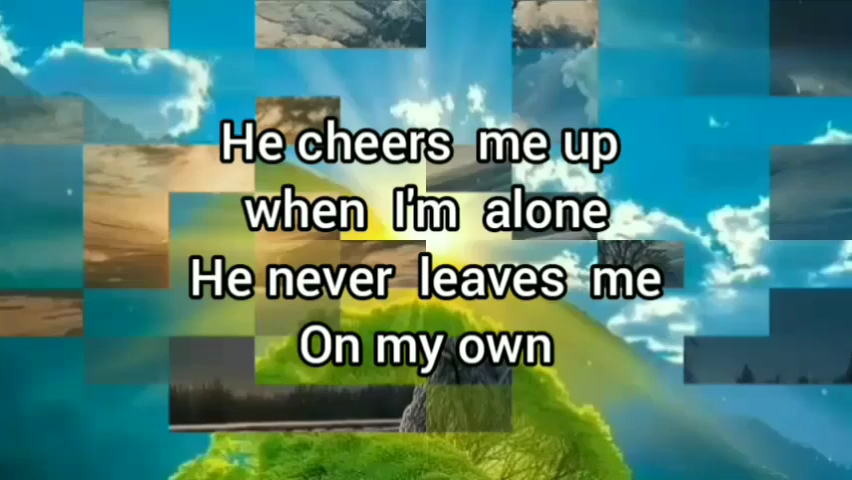 He cheers me up
when I'm alone
He never leaves me
On my own